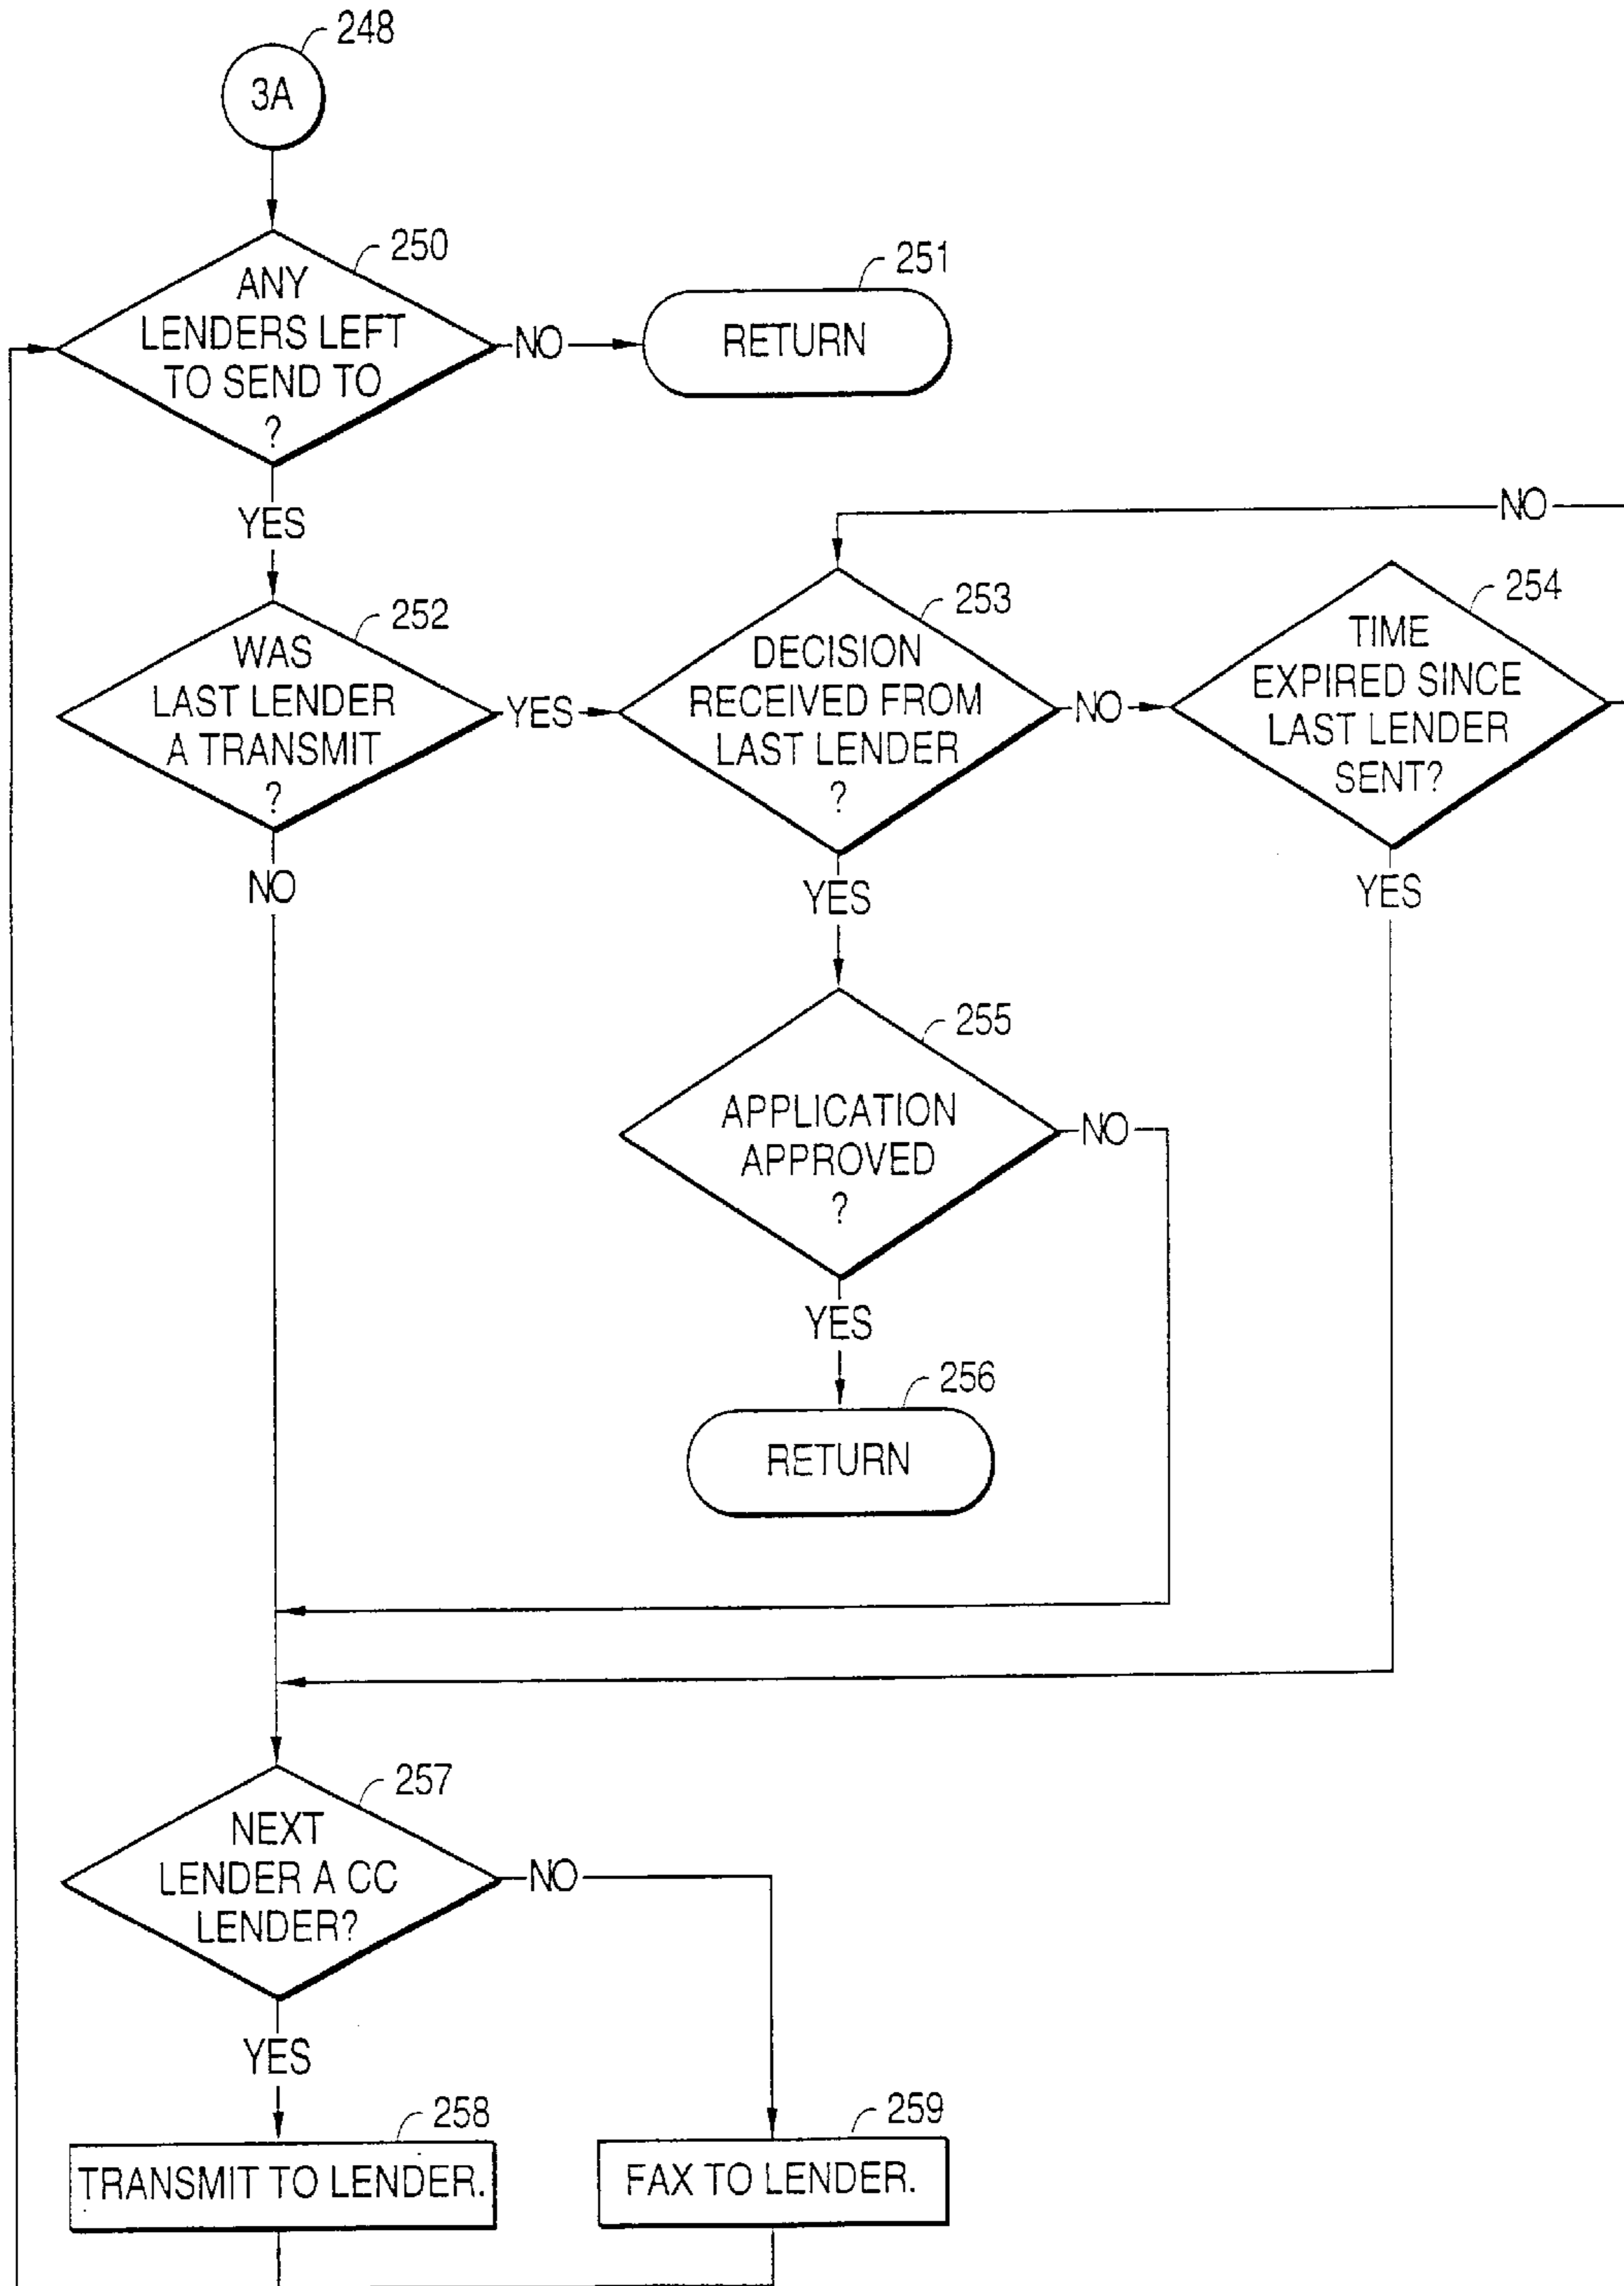 248
3A
250
ANY
LENDERS LEFT
TO SEND TO
?
NO
251
RETURN
YES
NO
252
WAS
LAST LENDER
A TRANSMIT
?
YES
253
DECISION
RECEIVED FROM
LAST LENDER
?
NO
254
TIME
EXPIRED SINCE
LAST LENDER
SENT?
NO
YES
YES
255
APPLICATION
APPROVED
?
NO
YES
256
RETURN
257
NEXT
LENDER A CC
LENDER?
NO
YES
258
TRANSMIT TO LENDER.
259
FAX TO LENDER.